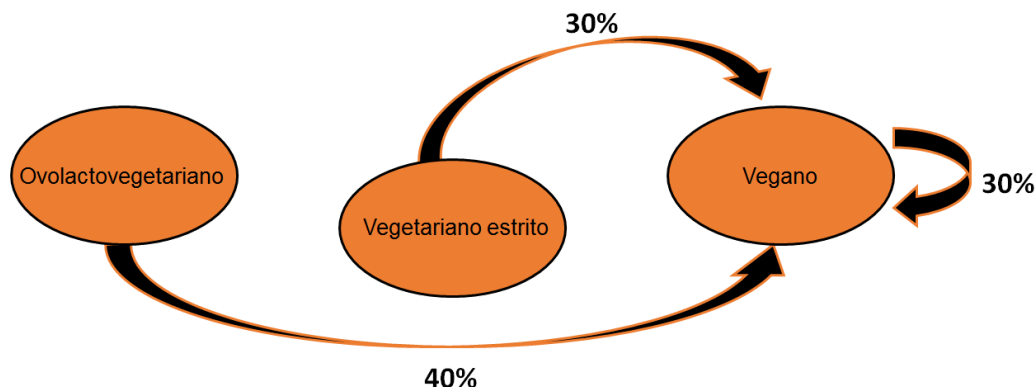 30%
Ovolactovegetariano
Vegetariano estrito
Vegano
30%
40%